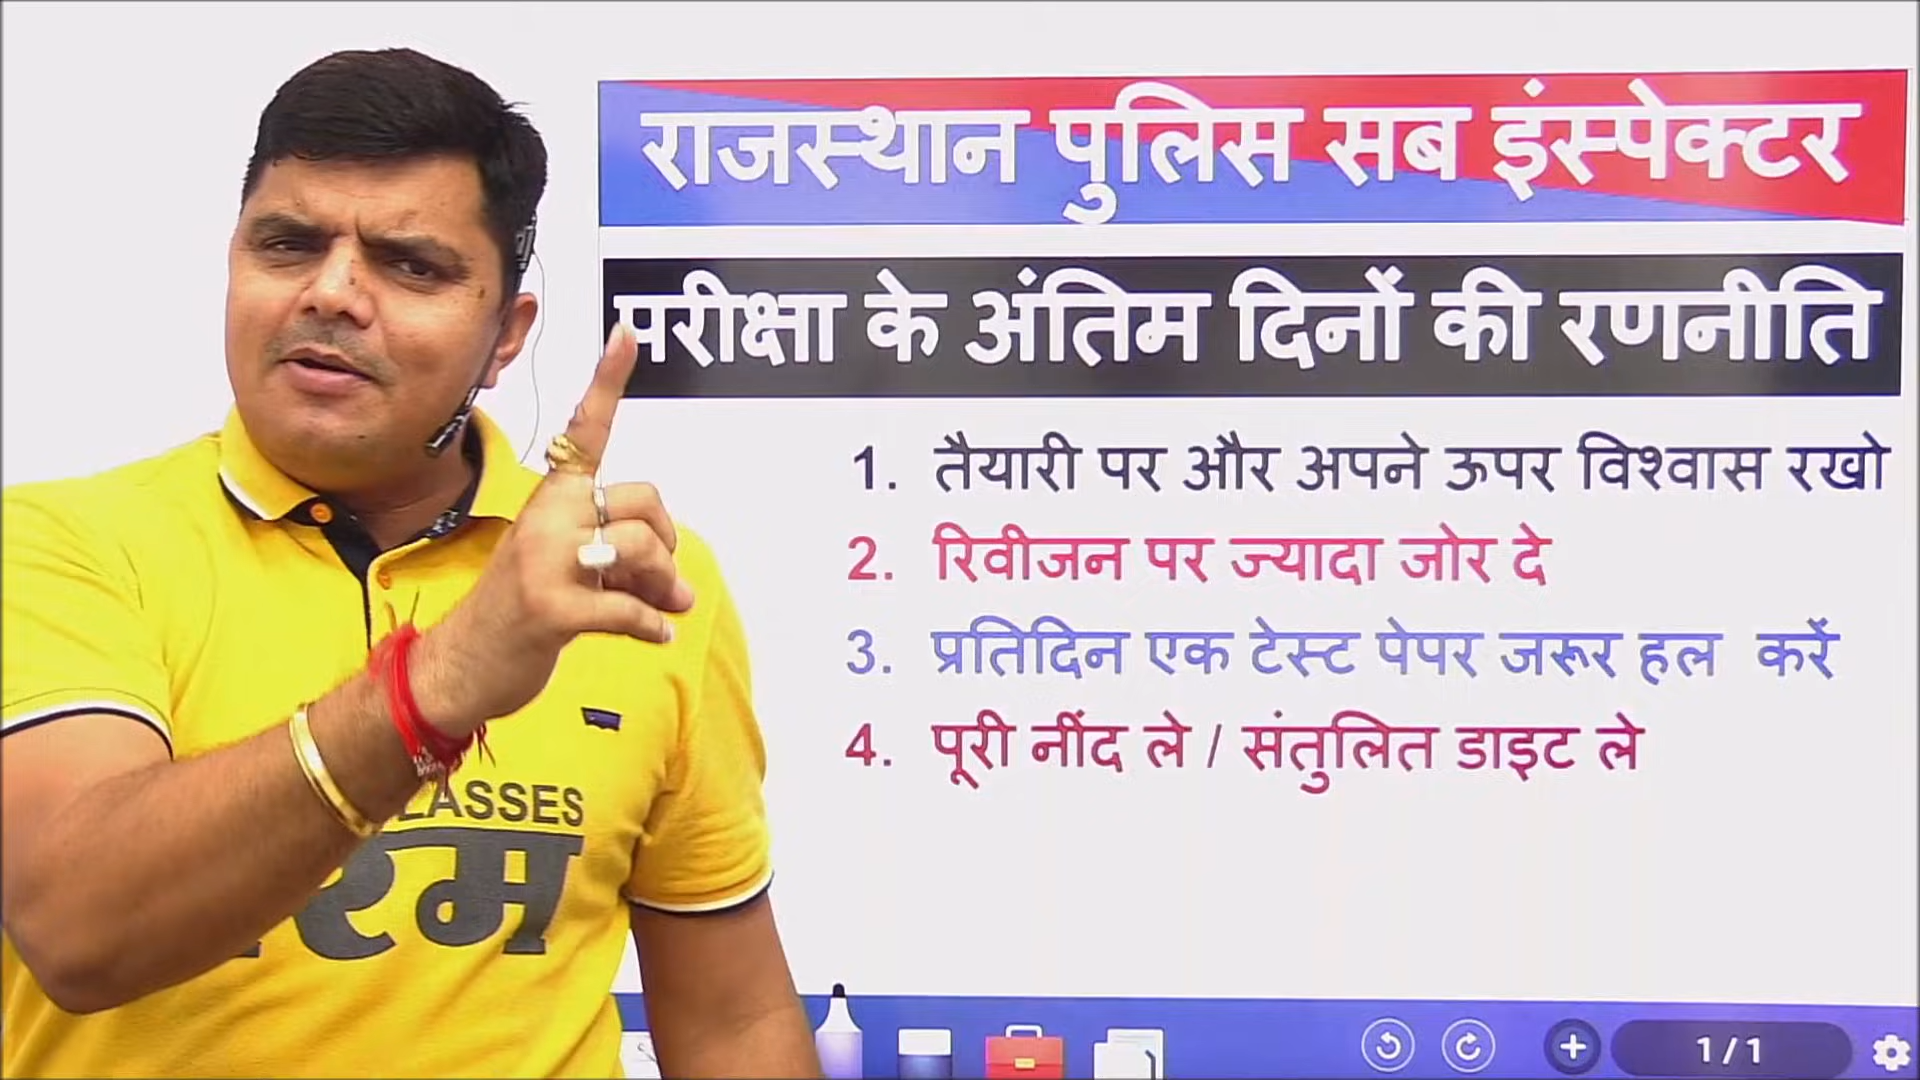 राजस्थान पुलिस सब इंस्पेक्टर
परीक्षा के अंतिम दिनों की रणनीति
1. तैयारी पर और अपने ऊपर विश्वास रखो
2. रिवीजन पर ज्यादा जोर दे
3. प्रतिदिन एक टेस्ट पेपर जरूर हल करें
4. पूरी नींद ले / संतुलित डाइट ले
1 / 1